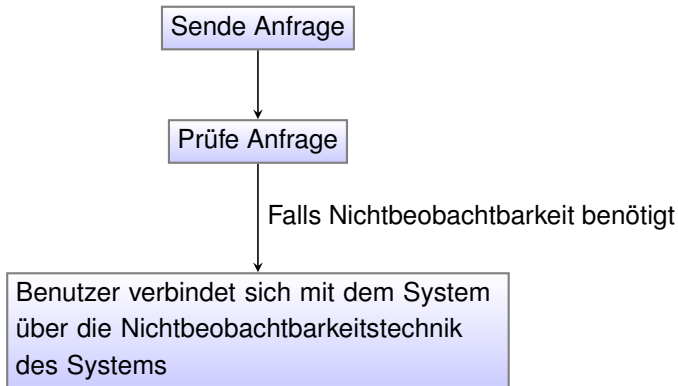 Sende Anfrage
Prüfe Anfrage
Falls Nichtbeobachtbarkeit benötigt
Benutzer verbindet sich mit dem System
über die Nichtbeobachtbarkeitstechnik
des Systems